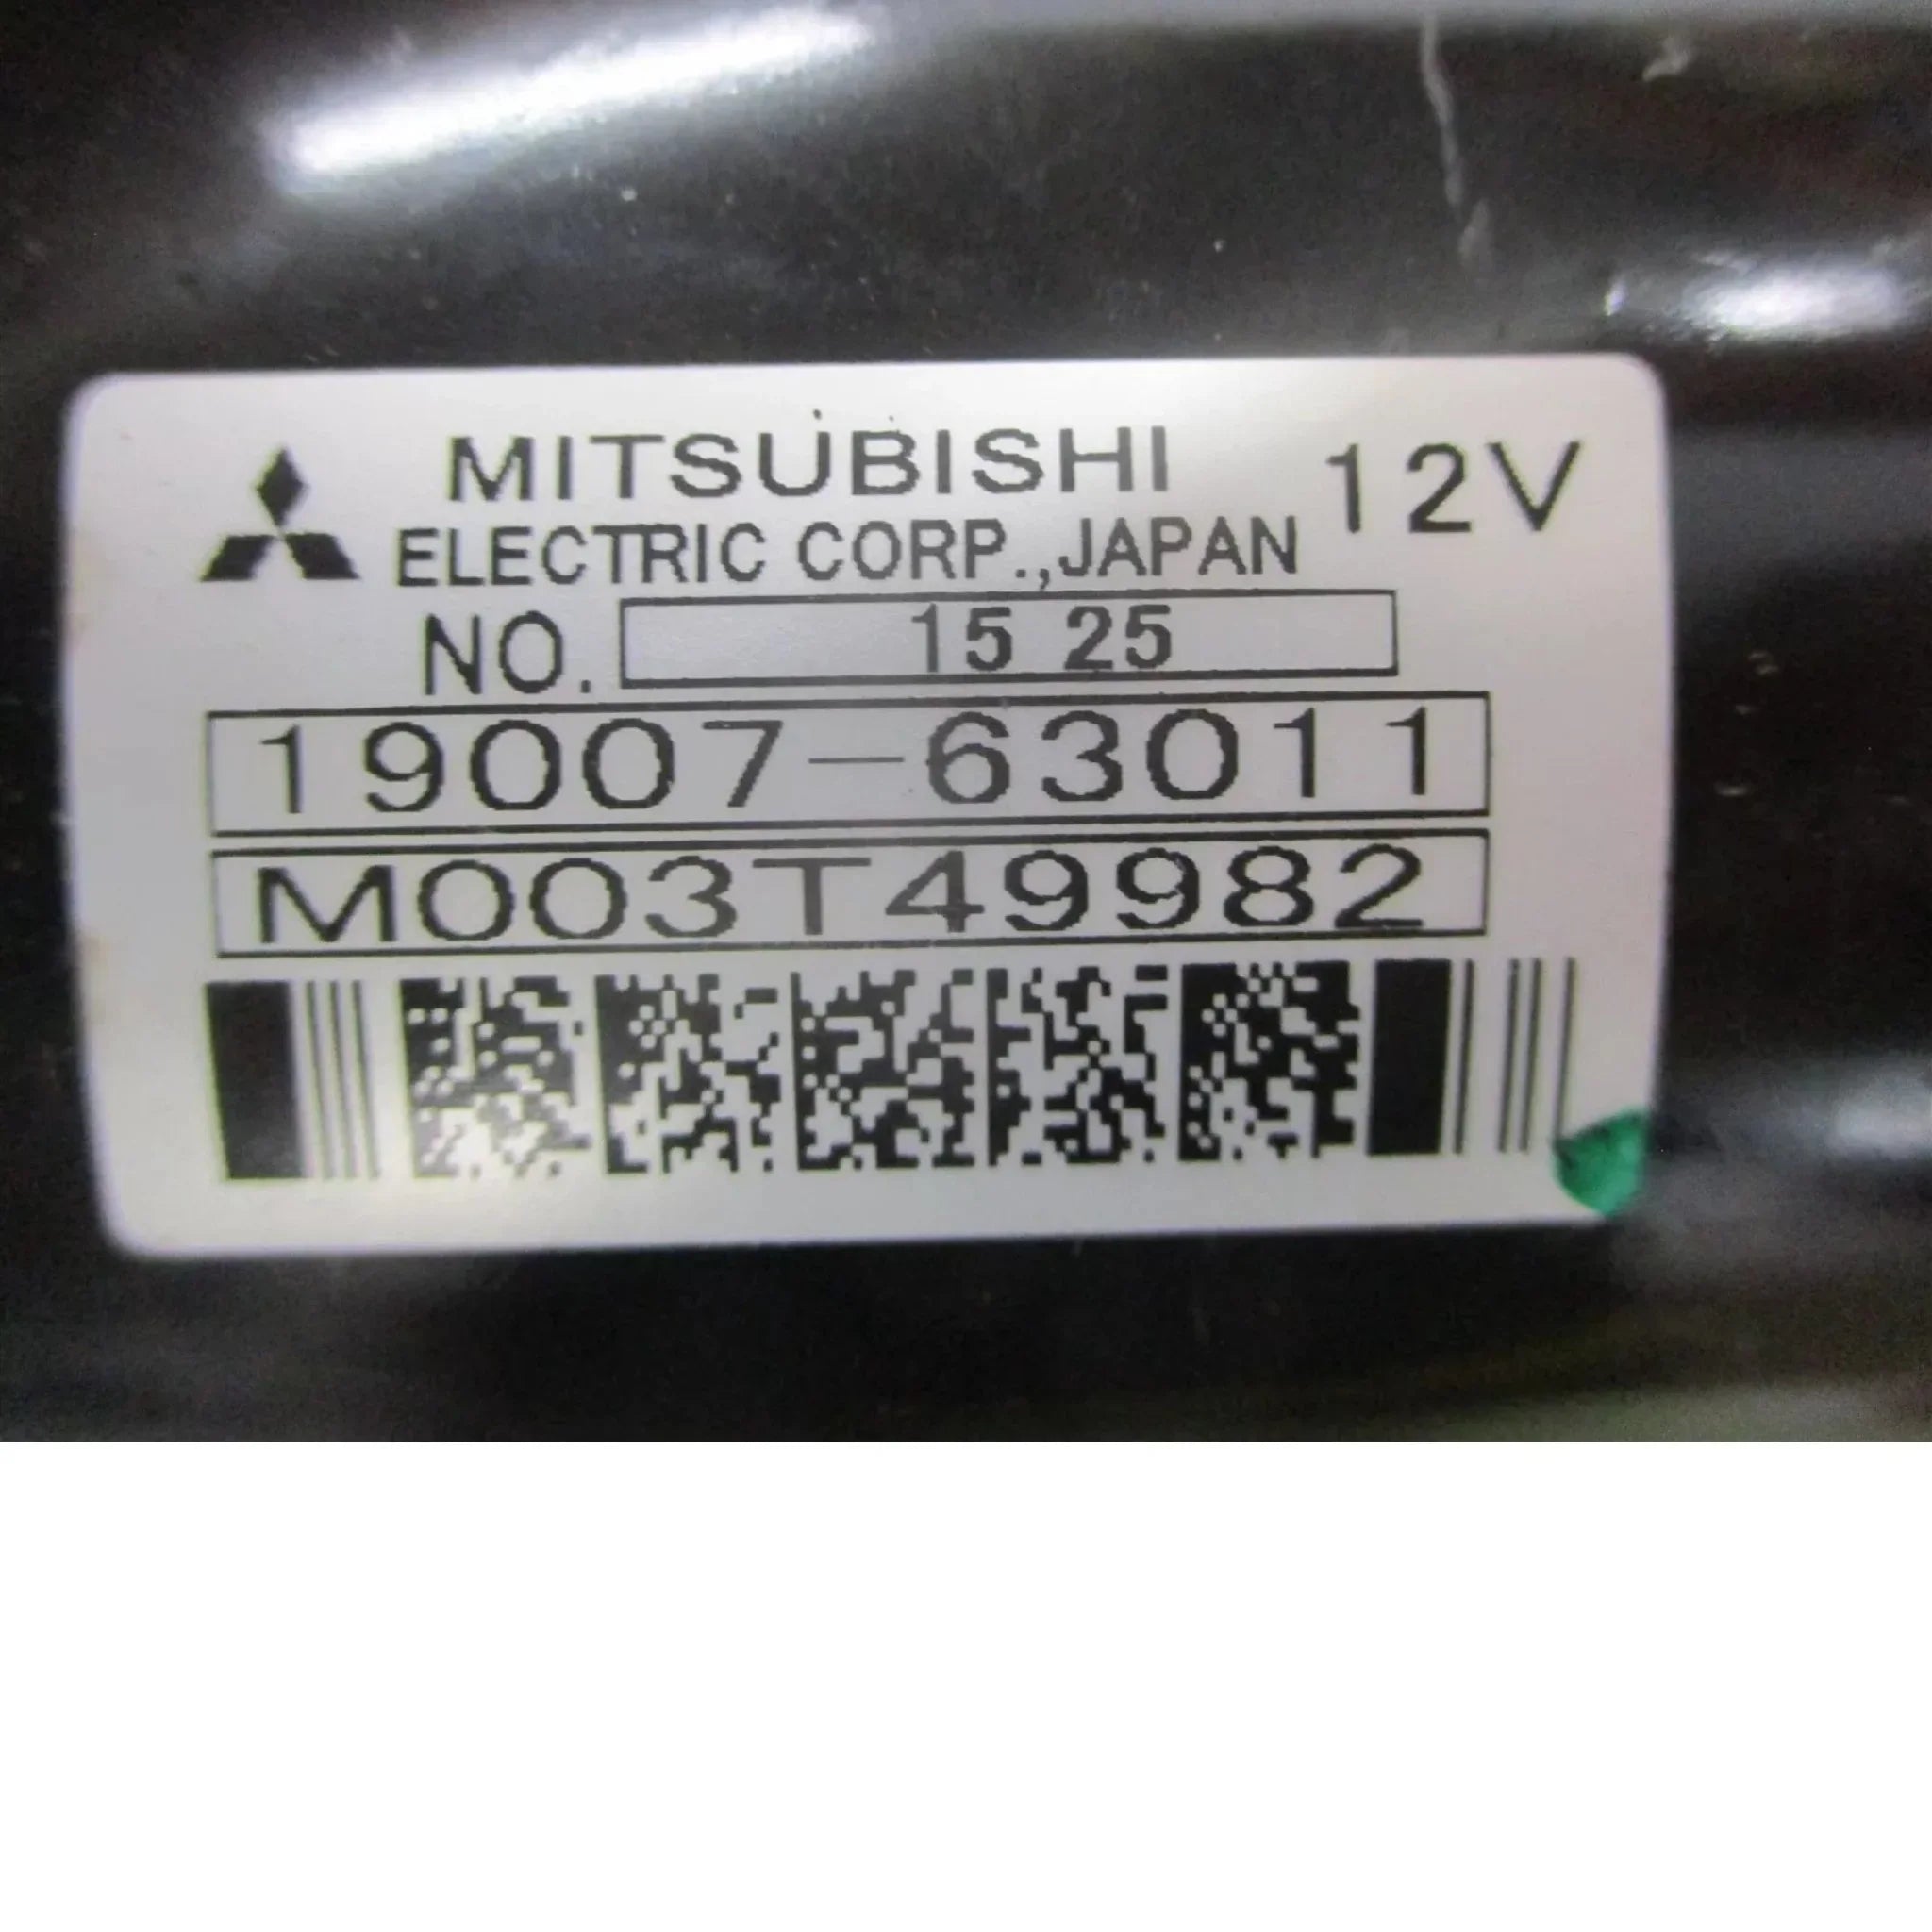 MITSUBISHI 12V
ELECTRIC CORP.,JAPAN
NO. 15 25
19007-63011
M003T49982